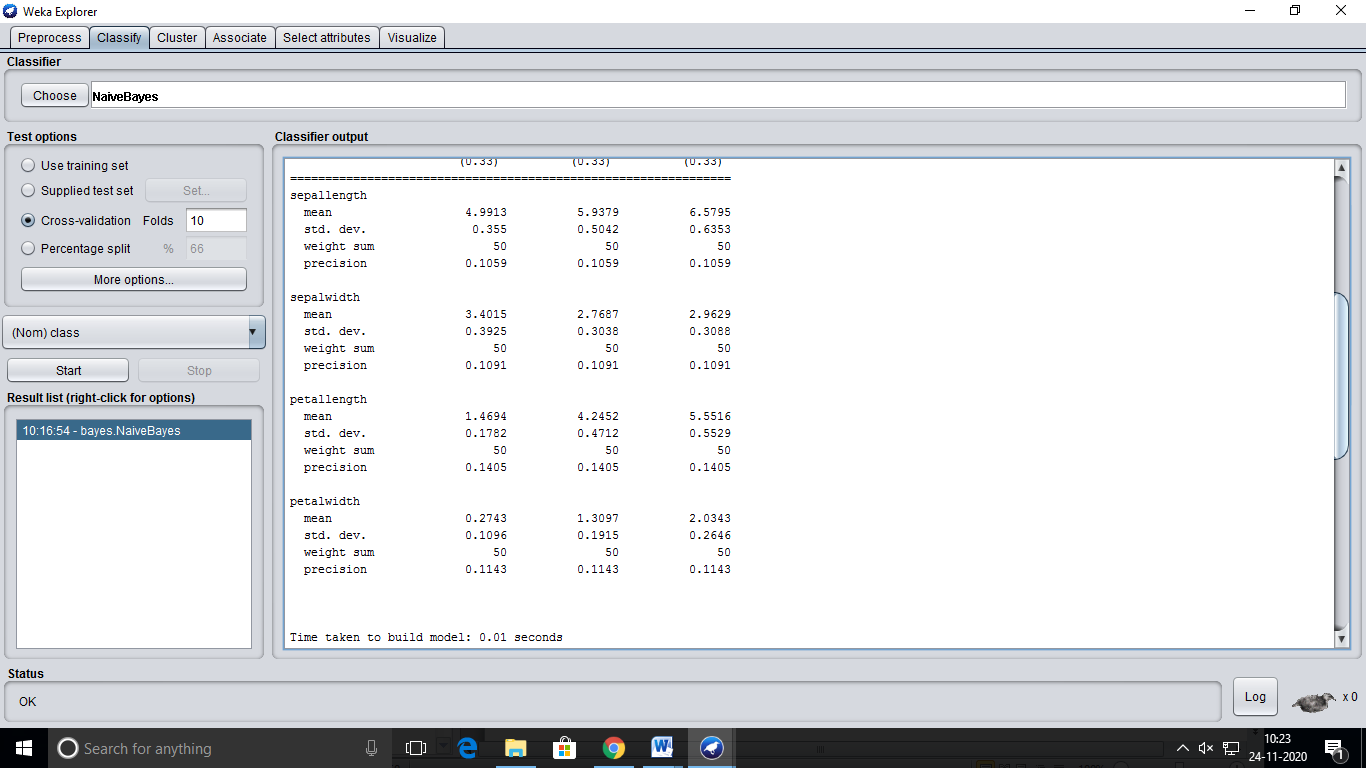 Weka Explorer
Preprocess Classify Cluster Associate Select attributes Visualize
Classifier
Choose NaiveBayes
Test options
Use training set
Supplied test set Set...
Cross-validation Folds 10
Percentage split % 66
More options...
(Nom) class
Start Stop
Result list (right-click for options)
10:16:54 - bayes.NaiveBayes
Classifier output
(0.33) (0.33) (0.33)
===============================================================
sepallength
mean 4.9913 5.9379 6.5795
std. dev. 0.355 0.5042 0.6353
weight sum 50 50 50
precision 0.1059 0.1059 0.1059
sepalwidth
mean 3.4015 2.7687 2.9629
std. dev. 0.3925 0.3038 0.3088
weight sum 50 50 50
precision 0.1091 0.1091 0.1091
petallength
mean 1.4694 4.2452 5.5516
std. dev. 0.1782 0.4712 0.5529
weight sum 50 50 50
precision 0.1405 0.1405 0.1405
petalwidth
mean 0.2743 1.3097 2.0343
std. dev. 0.1096 0.1915 0.2646
weight sum 50 50 50
precision 0.1143 0.1143 0.1143
Time taken to build model: 0.01 seconds
Status
OK
Log x 0
Search for anything
10:23
24-11-2020
1